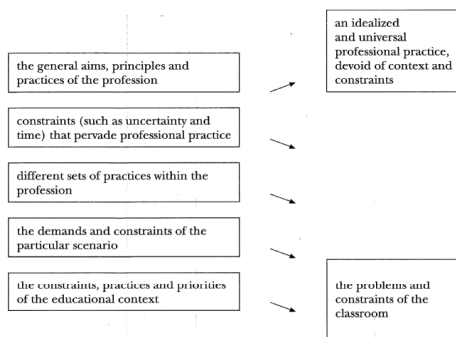 an idealized
and universal
professional practice,
devoid of context and
constraints
the general aims, principles and
practices of the profession
constraints (such as uncertainty and
time) that pervade professional practice
different sets of practices within the
profession
the demands and constraints of the
particular scenario
the constraints, practices and priorities
of the educational context
the problems and
constraints of the
classroom